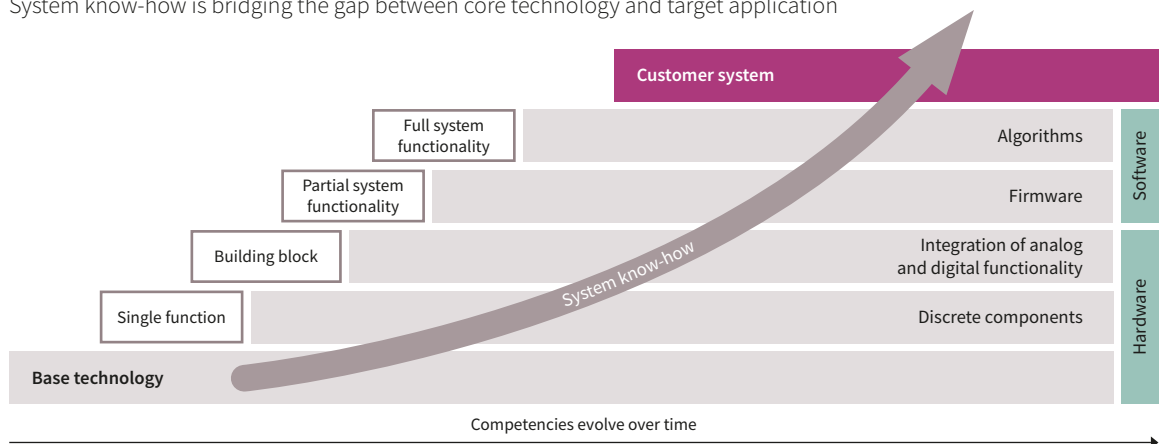 System know-how is bridging the gap between core technology and target application
Customer system
Full system
functionality
Algorithms
Partial system
functionality
Firmware
Software
Building block
Integration of analog
and digital functionality
System know-how
Single function
Discrete components
Hardware
Base technology
Competencies evolve over time